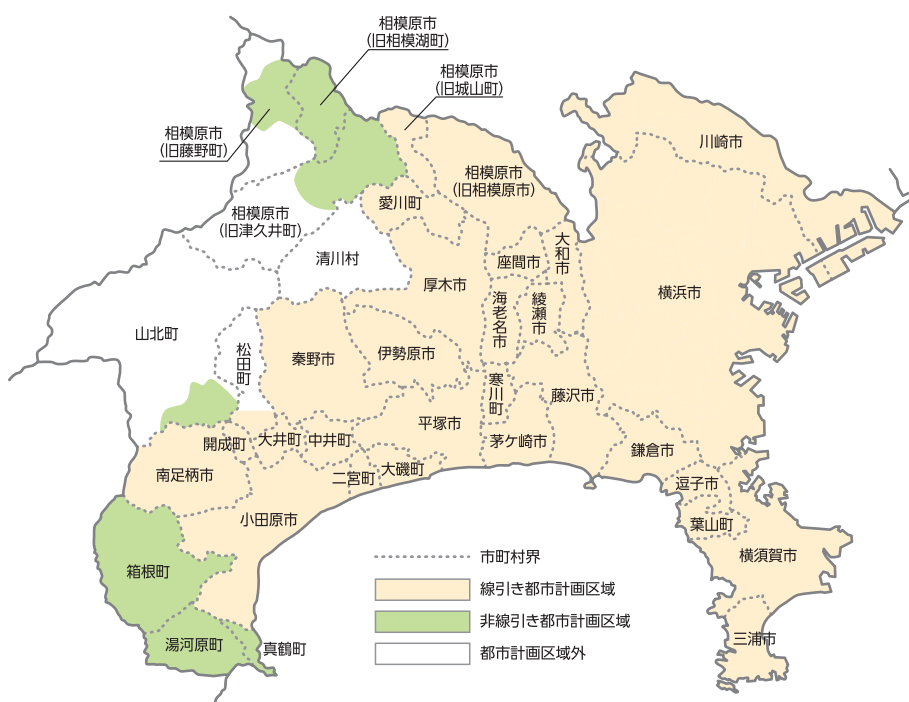 相模原市
(旧相模湖町)
相模原市
(旧城山町)
相模原市
(旧藤野町)
川崎市
相模原市
(旧相模原市)
愛川町
相模原市
(旧津久井町)
大和市
清川村
座間市
厚木市
横浜市
海老名市
綾瀬市
山北町
松田町
秦野市
伊勢原市
寒川町
藤沢市
平塚市
開成町
大井町
中井町
茅ケ崎市
鎌倉市
南足柄市
二宮町
大磯町
逗子市
小田原市
葉山町
横須賀市
箱根町
三浦市
湯河原町
真鶴町
市町村界
線引き都市計画区域
非線引き都市計画区域
都市計画区域外